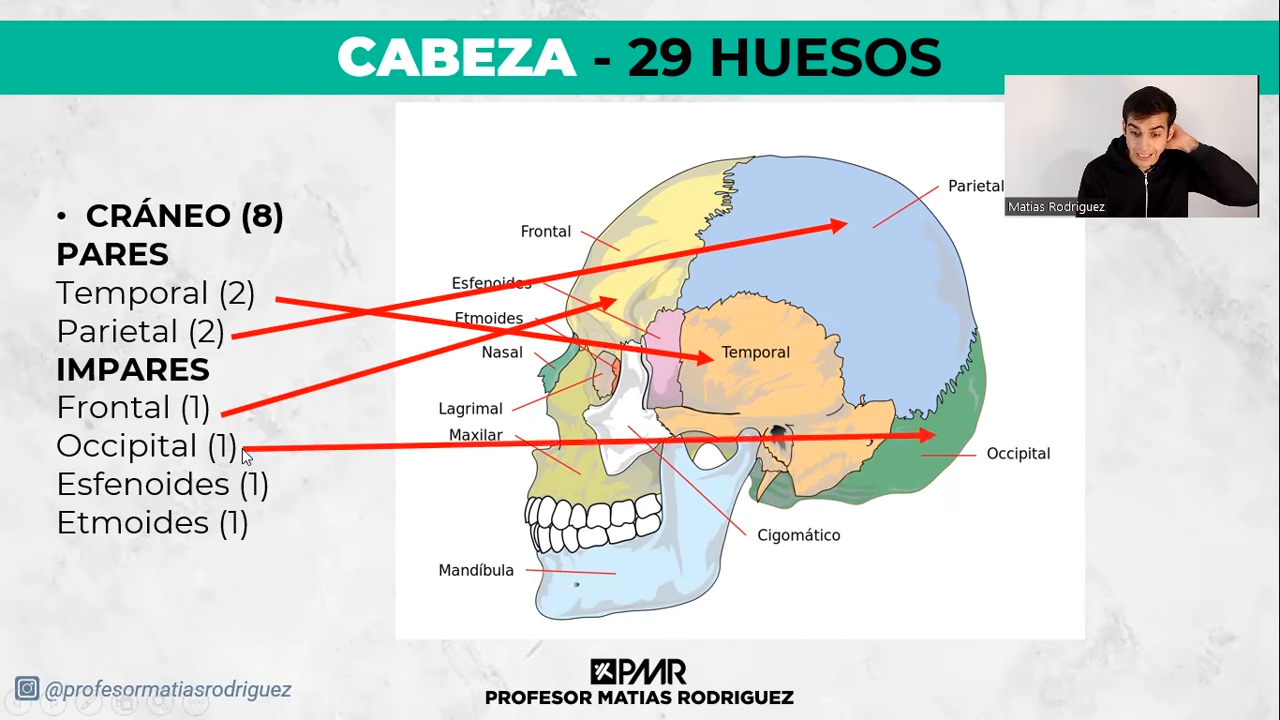 CABEZA - 29 HUESOS
• CRÁNEO (8)
PARES
Temporal (2)
Parietal (2)
IMPARES
Frontal (1)
Occipital (1)
Esfenoides (1)
Etmoides (1)
Parietal
Frontal
Esfenoides
Etmoides
Nasal
Temporal
Lagrimal
Maxilar
Occipital
Cigomático
Mandíbula
Matias Rodriguez
@profesormatiasrodriguez
PMR
PROFESOR MATIAS RODRIGUEZ